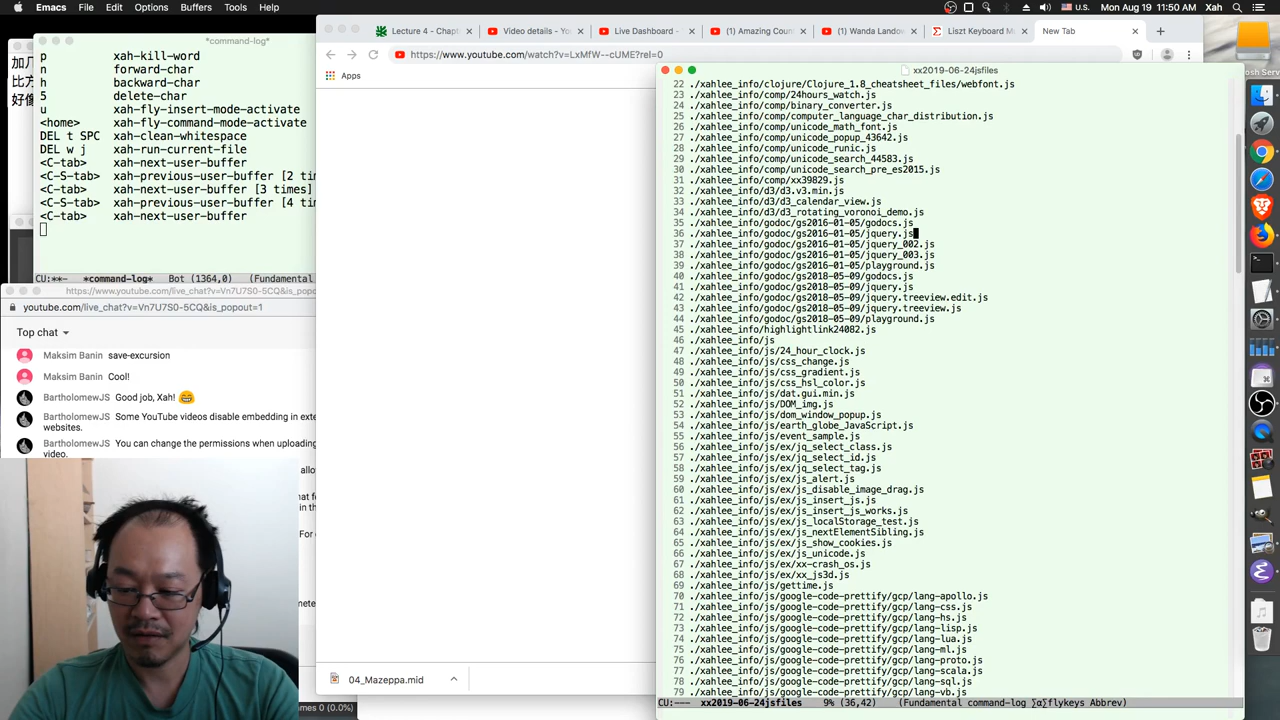 Emacs File Edit Options Buffers Tools Help
U.S. Mon Aug 19 11:50 AM Xah
*command-log*
加几
比方
好像
p xah-kill-word
n forward-char
h backward-char
5 delete-char
u xah-fly-insert-mode-activate
<home> xah-fly-command-mode-activate
DEL t SPC xah-clean-whitespace
DEL w j xah-run-current-file
<C-tab> xah-next-user-buffer
<C-S-tab> xah-previous-user-buffer [2 t
<C-tab> xah-next-user-buffer [3 times]
<C-S-tab> xah-previous-user-buffer [4 t
<C-tab> xah-next-user-buffer
CU:**- *command-log* Bot (1364,0) (Fundamental
https://www.youtube.com/live_chat?v=Vn7U7S0-5CQ&is_popo
youtube.com/live_chat?v=Vn7U7S0-5CQ&is_popout=1
Top chat
Maksim Banin save-excursion
Maksim Banin Cool!
BartholomewJS Good job, Xah! 😄
BartholomewJS Some YouTube videos disable embedding in exte
websites.
BartholomewJS You can change the permissions when uploading
video.
allo
hat fe
in th
For
mete
nts 0 (0.0%)
Lecture 4 - Chapt
Video details - Yo
Live Dashboard -
(1) Amazing Coun
(1) Wanda Landow
Liszt Keyboard M
New Tab
https://www.youtube.com/watch?v=LxMfW--cUME?rel=0
Apps
04_Mazeppa.mid
xx2019-06-24jsfiles
22 ./xahlee_info/clojure/Clojure_1.8_cheatsheet_files/webfont.js
23 ./xahlee_info/comp/24hours_watch.js
24 ./xahlee_info/comp/binary_converter.js
25 ./xahlee_info/comp/computer_language_char_distribution.js
26 ./xahlee_info/comp/unicode_math_font.js
27 ./xahlee_info/comp/unicode_popup_43642.js
28 ./xahlee_info/comp/unicode_runic.js
29 ./xahlee_info/comp/unicode_search_44583.js
30 ./xahlee_info/comp/unicode_search_pre_es2015.js
31 ./xahlee_info/comp/xx39829.js
32 ./xahlee_info/d3/d3.v3.min.js
33 ./xahlee_info/d3/d3_calendar_view.js
34 ./xahlee_info/d3/d3_rotating_voronoi_demo.js
35 ./xahlee_info/godoc/gs2016-01-05/godocs.js
36 ./xahlee_info/godoc/gs2016-01-05/jquery.js
37 ./xahlee_info/godoc/gs2016-01-05/jquery_002.js
38 ./xahlee_info/godoc/gs2016-01-05/jquery_003.js
39 ./xahlee_info/godoc/gs2016-01-05/playground.js
40 ./xahlee_info/godoc/gs2018-05-09/godocs.js
41 ./xahlee_info/godoc/gs2018-05-09/jquery.js
42 ./xahlee_info/godoc/gs2018-05-09/jquery.treeview.edit.js
43 ./xahlee_info/godoc/gs2018-05-09/jquery.treeview.js
44 ./xahlee_info/godoc/gs2018-05-09/playground.js
45 ./xahlee_info/highlightlink24082.js
46 ./xahlee_info/js
47 ./xahlee_info/js/24_hour_clock.js
48 ./xahlee_info/js/css_change.js
49 ./xahlee_info/js/css_gradient.js
50 ./xahlee_info/js/css_hsl_color.js
51 ./xahlee_info/js/dat.gui.min.js
52 ./xahlee_info/js/DOM_img.js
53 ./xahlee_info/js/dom_window_popup.js
54 ./xahlee_info/js/earth_globe_JavaScript.js
55 ./xahlee_info/js/event_sample.js
56 ./xahlee_info/js/ex/jq_select_class.js
57 ./xahlee_info/js/ex/jq_select_id.js
58 ./xahlee_info/js/ex/jq_select_tag.js
59 ./xahlee_info/js/ex/js_alert.js
60 ./xahlee_info/js/ex/js_disable_image_drag.js
61 ./xahlee_info/js/ex/js_insert_js.js
62 ./xahlee_info/js/ex/js_insert_js_works.js
63 ./xahlee_info/js/ex/js_localStorage_test.js
64 ./xahlee_info/js/ex/js_nextElementSibling.js
65 ./xahlee_info/js/ex/js_show_cookies.js
66 ./xahlee_info/js/ex/js_unicode.js
67 ./xahlee_info/js/ex/xx-crash_os.js
68 ./xahlee_info/js/ex/xx_js3d.js
69 ./xahlee_info/js/getime.js
70 ./xahlee_info/js/google-code-prettify/gcp/lang-apollo.js
71 ./xahlee_info/js/google-code-prettify/gcp/lang-css.js
72 ./xahlee_info/js/google-code-prettify/gcp/lang-hs.js
73 ./xahlee_info/js/google-code-prettify/gcp/lang-lisp.js
74 ./xahlee_info/js/google-code-prettify/gcp/lang-lua.js
75 ./xahlee_info/js/google-code-prettify/gcp/lang-ml.js
76 ./xahlee_info/js/google-code-prettify/gcp/lang-proto.js
77 ./xahlee_info/js/google-code-prettify/gcp/lang-scala.js
78 ./xahlee_info/js/google-code-prettify/gcp/lang-sql.js
79 ./xahlee_info/js/google-code-prettify/gcp/lang-vb.js
CU:--- xx2019-06-24jsfiles 9% (36,42) (Fundamental command-log ∑α∑flykeys Abbrev)
osh Serv